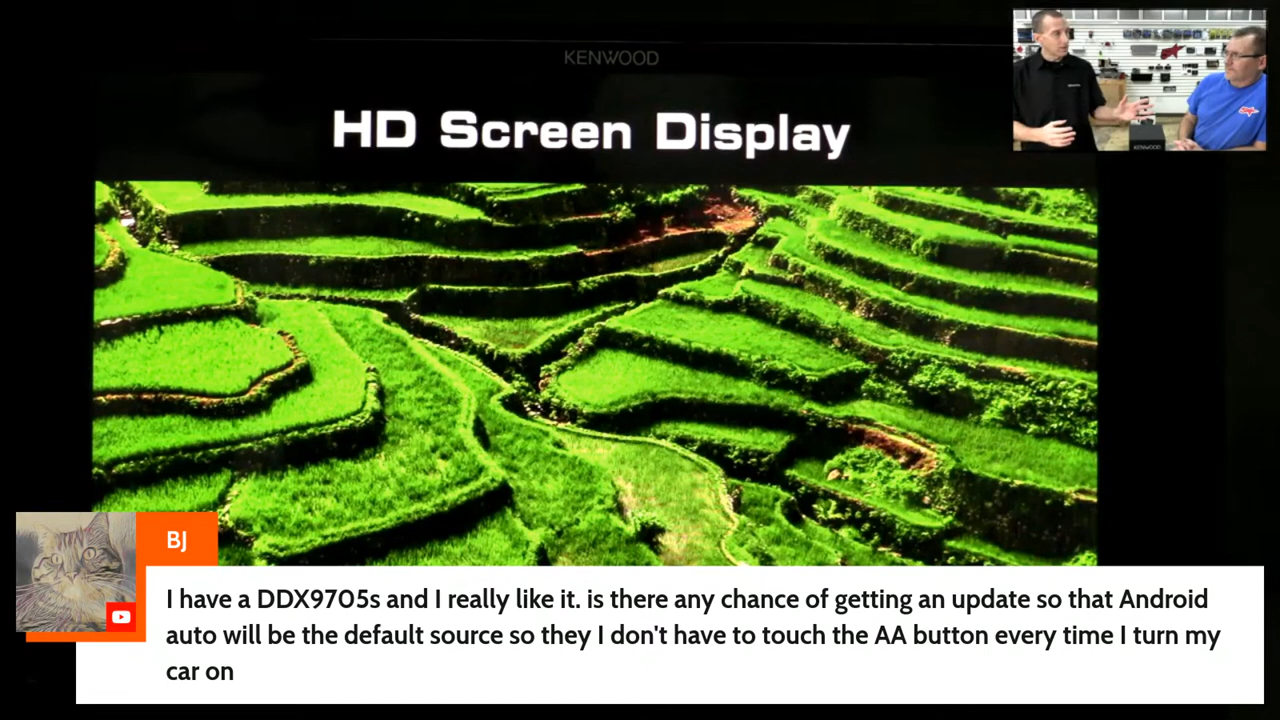 KENWOOD
HD Screen Display
KENWOOD
BJ
I have a DDX9705s and I really like it. is there any chance of getting an update so that Android
auto will be the default source so they I don't have to touch the AA button every time I turn my
car on